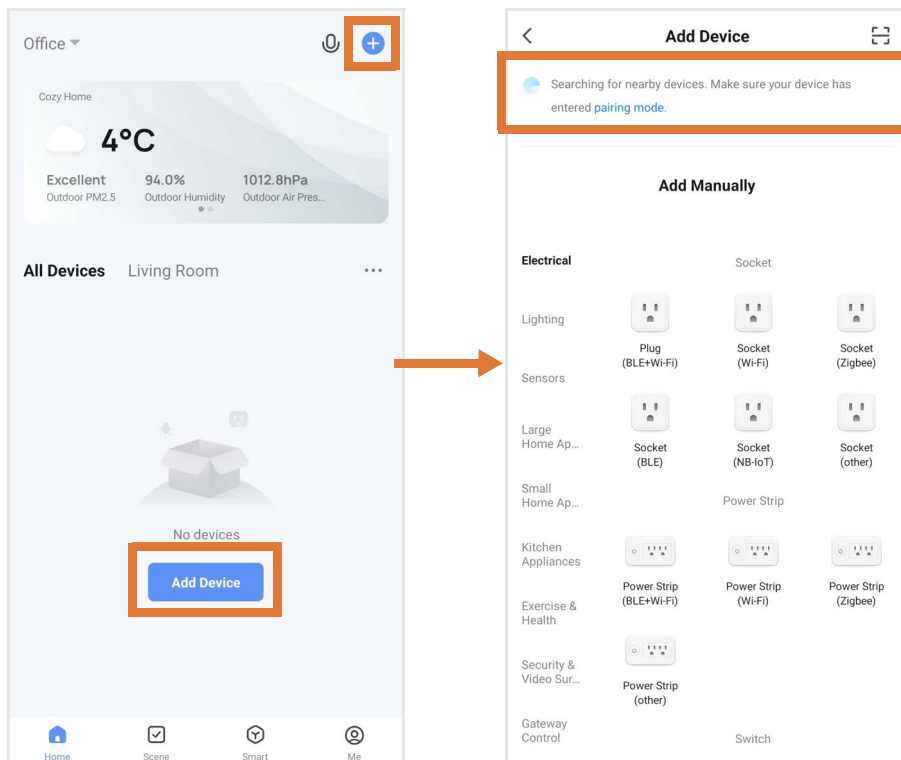 Office
Cozy Home
4°C
Excellent 94.0% 1012.8hPa
Outdoor PM2.5 Outdoor Humidity Outdoor Air Pres...
All Devices Living Room
No devices
Add Device
Home Scene Smart Me
Add Device
Searching for nearby devices. Make sure your device has
entered pairing mode.
Add Manually
Electrical
Lighting
Sensors
Large
Home Ap...
Small
Home Ap...
Kitchen
Appliances
Exercise &
Health
Security &
Video Sur...
Gateway
Control
Socket
Plug Socket Socket
(BLE+Wi-Fi) (Wi-Fi) (Zigbee)
Socket Socket Socket
(BLE) (NB-IoT) (other)
Power Strip
Power Strip Power Strip Power Strip
(BLE+Wi-Fi) (Wi-Fi) (Zigbee)
Power Strip
(other)
Switch